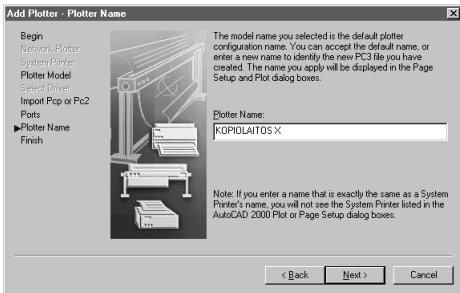 Add Plotter - Plotter Name
Begin
Network Plotter
System Printer
Plotter Model
Select Driver
Import Pcp or Pc2
Ports
Plotter Name
Finish
The model name you selected is the default plotter
configuration name. You can accept the default name, or
enter a new name to identify the new PC3 file you have
created. The name you apply will be displayed in the Page
Setup and Plot dialog boxes.
Plotter Name:
KOPIOLAITOS X
Note: If you enter a name that is exactly the same as a System
Printer's name, you will not see the System Printer listed in the
AutoCAD 2000 Plot or Page Setup dialog boxes.
< Back
Next >
Cancel